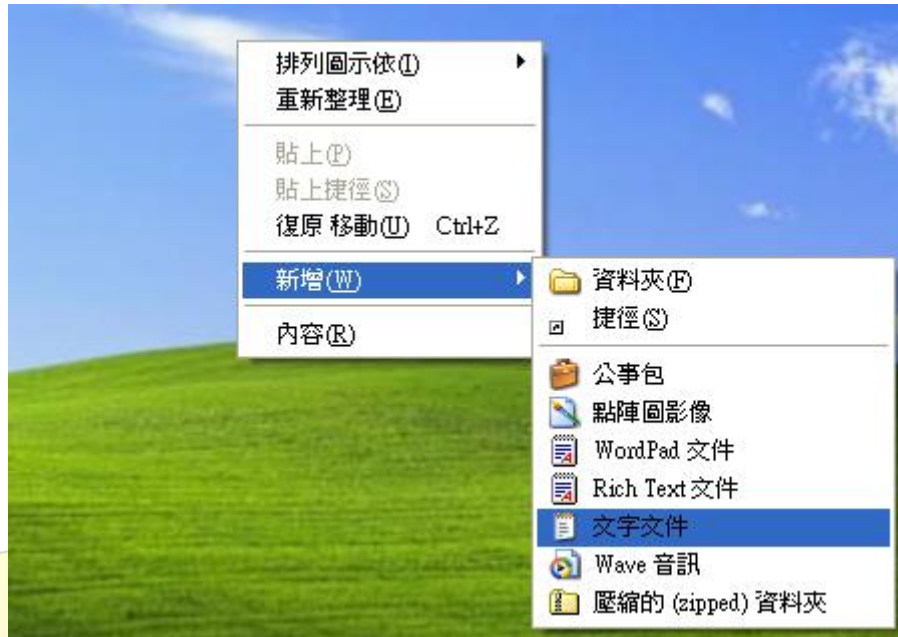 排列圖示依(I)
重新整理(E)
貼上(P)
貼上捷徑(S)
復原 移動(U) Ctrl+Z
新增(W)
內容(R)
資料夾(F)
捷徑(S)
公事包
點陣圖影像
WordPad 文件
Rich Text 文件
文字文件
Wave 音訊
壓縮的 (zipped) 資料夾